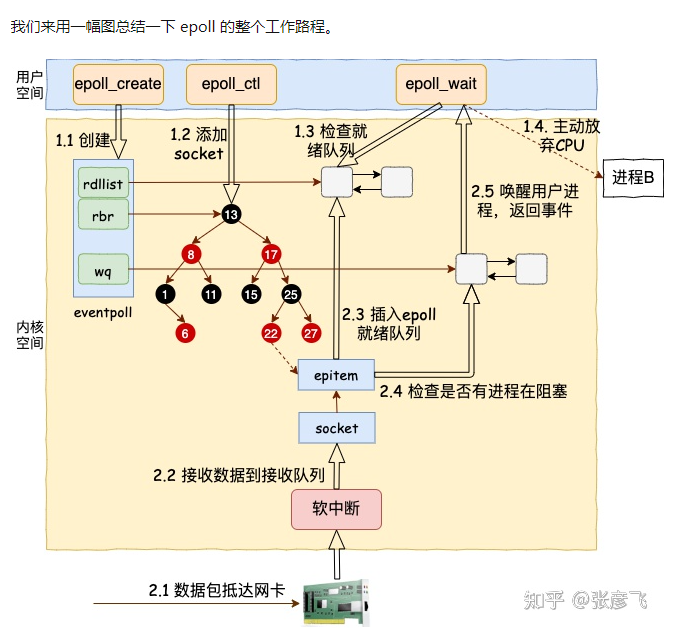 我们来用一幅图总结一下 epoll 的整个工作路程。
用户
空间
epoll_create
epoll_ctl
epoll_wait
1.1 创建
1.2 添加
socket
1.3 检查就
绪队列
1.4. 主动放
弃CPU
进程B
rdllist
rbr
wq
eventpoll
13
8
17
1
11
15
25
6
22
27
2.5 唤醒用户进
程，返回事件
内核
空间
2.3 插入epoll
就绪队列
epitem
2.4 检查是否有进程在阻塞
socket
2.2 接收数据到接收队列
软中断
2.1 数据包抵达网卡
知乎 @张彦飞